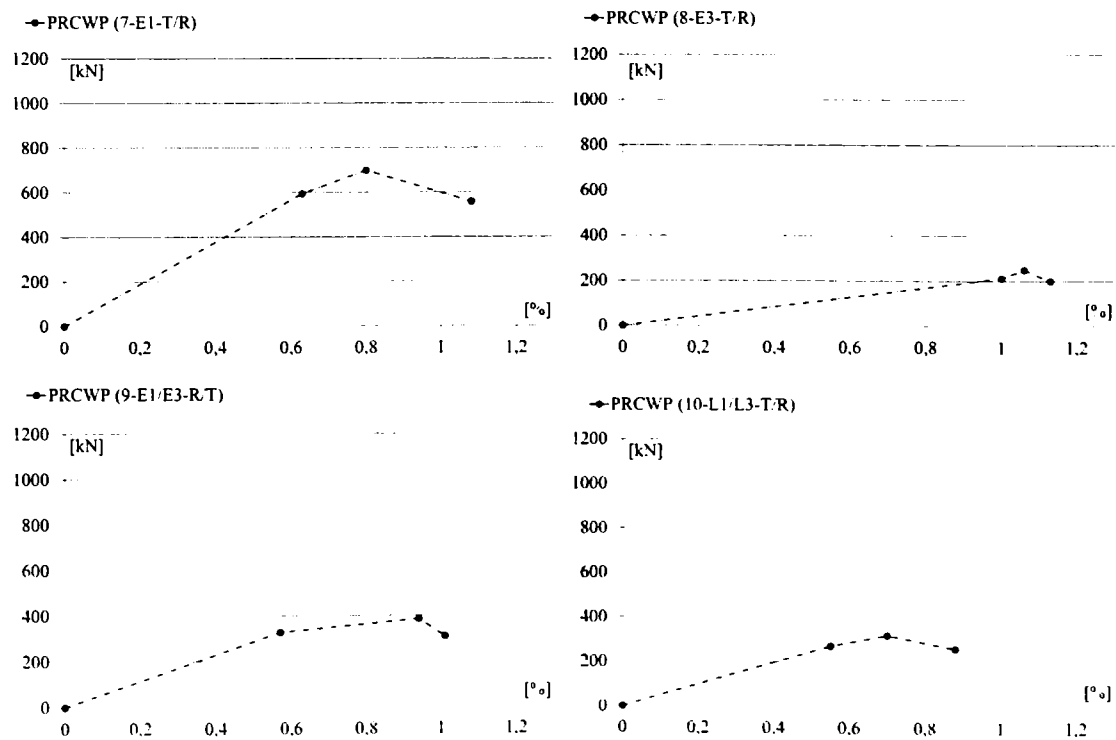 PRCWP (7-E1-T/R)
1200
[kN]
1000
800
600
400
200
0
[%]
0 0,2 0,4 0,6 0,8 1 1,2
PRCWP (8-E3-T/R)
1200
[kN]
1000
800
600
400
200
0
[%]
0 0,2 0,4 0,6 0,8 1 1,2
PRCWP (9-E1/E3-R/T)
1200
[kN]
1000
800
600
400
200
0
[%]
0 0,2 0,4 0,6 0,8 1 1,2
PRCWP (10-L1/L3-T/R)
1200
[kN]
1000
800
600
400
200
0
[%]
0 0,2 0,4 0,6 0,8 1 1,2